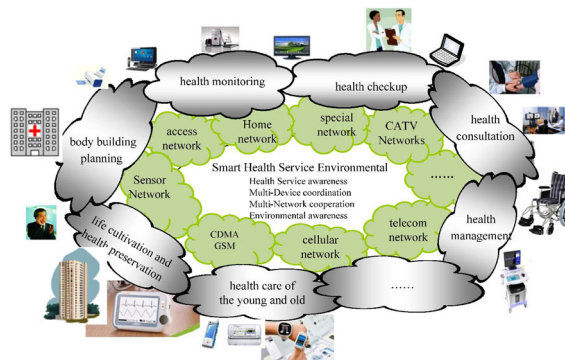 health monitoring
health checkup
health
consultation
body building
planning
access
network
Home
network
special
network
CATV
Networks
Sensor
Network
Smart Health Service Environmental
Health Service awareness
Multi-Device coordination
Multi-Network cooperation
Environmental awareness
……
life cultivation and
health preservation
CDMA
GSM
cellular
network
telecom
network
health
management
health care of
the young and old
……